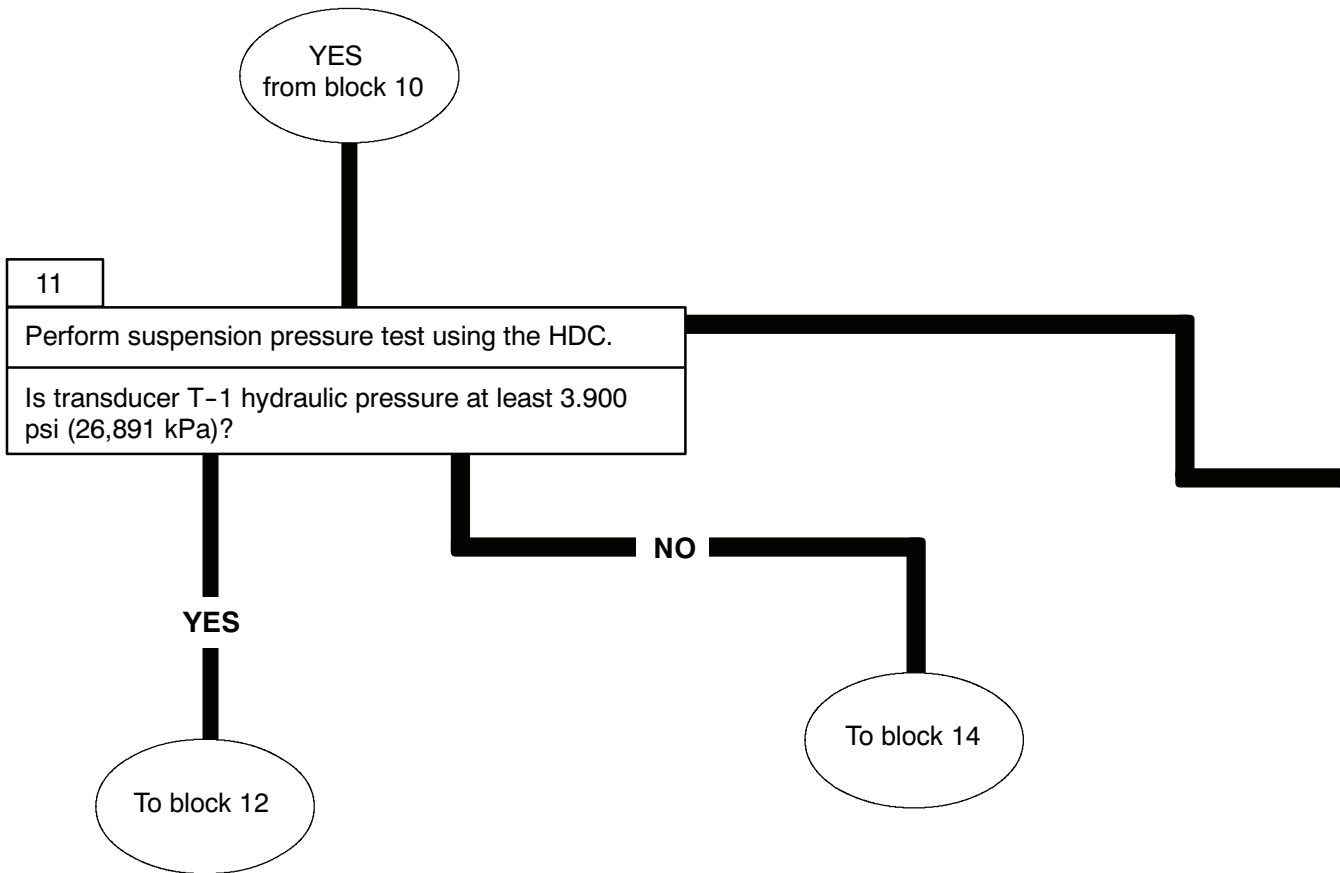 YES
from block 10
11
Perform suspension pressure test using the HDC.
Is transducer T-1 hydraulic pressure at least 3.900
psi (26,891 kPa)?
NO
YES
To block 14
To block 12